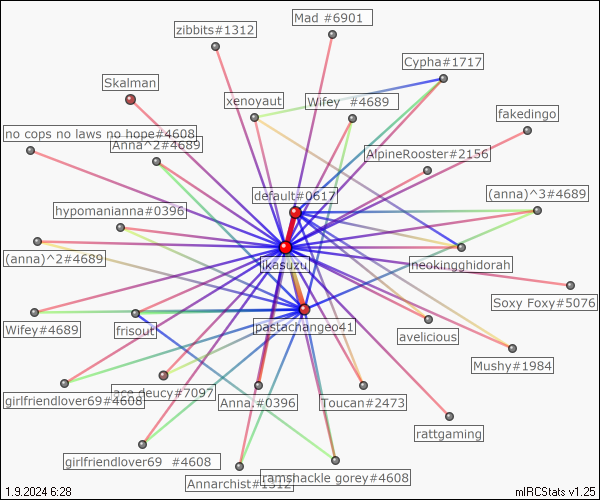 Mad #6901
zibbits#1312
Cypha#1717
Skalman
xenoyaut
Wifey #4689
fakedingo
no cops no laws no hope#4608
Anna^2#4689
AlpineRooster#2156
default#0617
(anna)^3#4689
hypomanianna#0396
(anna)^2#4689
ikasuzu
neokingghidorah
Soxy Foxy#5076
Wifey#4689
frisout
pastachangeo41
avelicious
Mushy#1984
girlfriendlover69#4608
ace deucy#7097
Anna.#0396
Toucan#2473
rattgaming
girlfriendlover69 #4608
Annarchist#1312
ramshackle gorey#4608
1.9.2024 6:28
mIRCStats v1.25